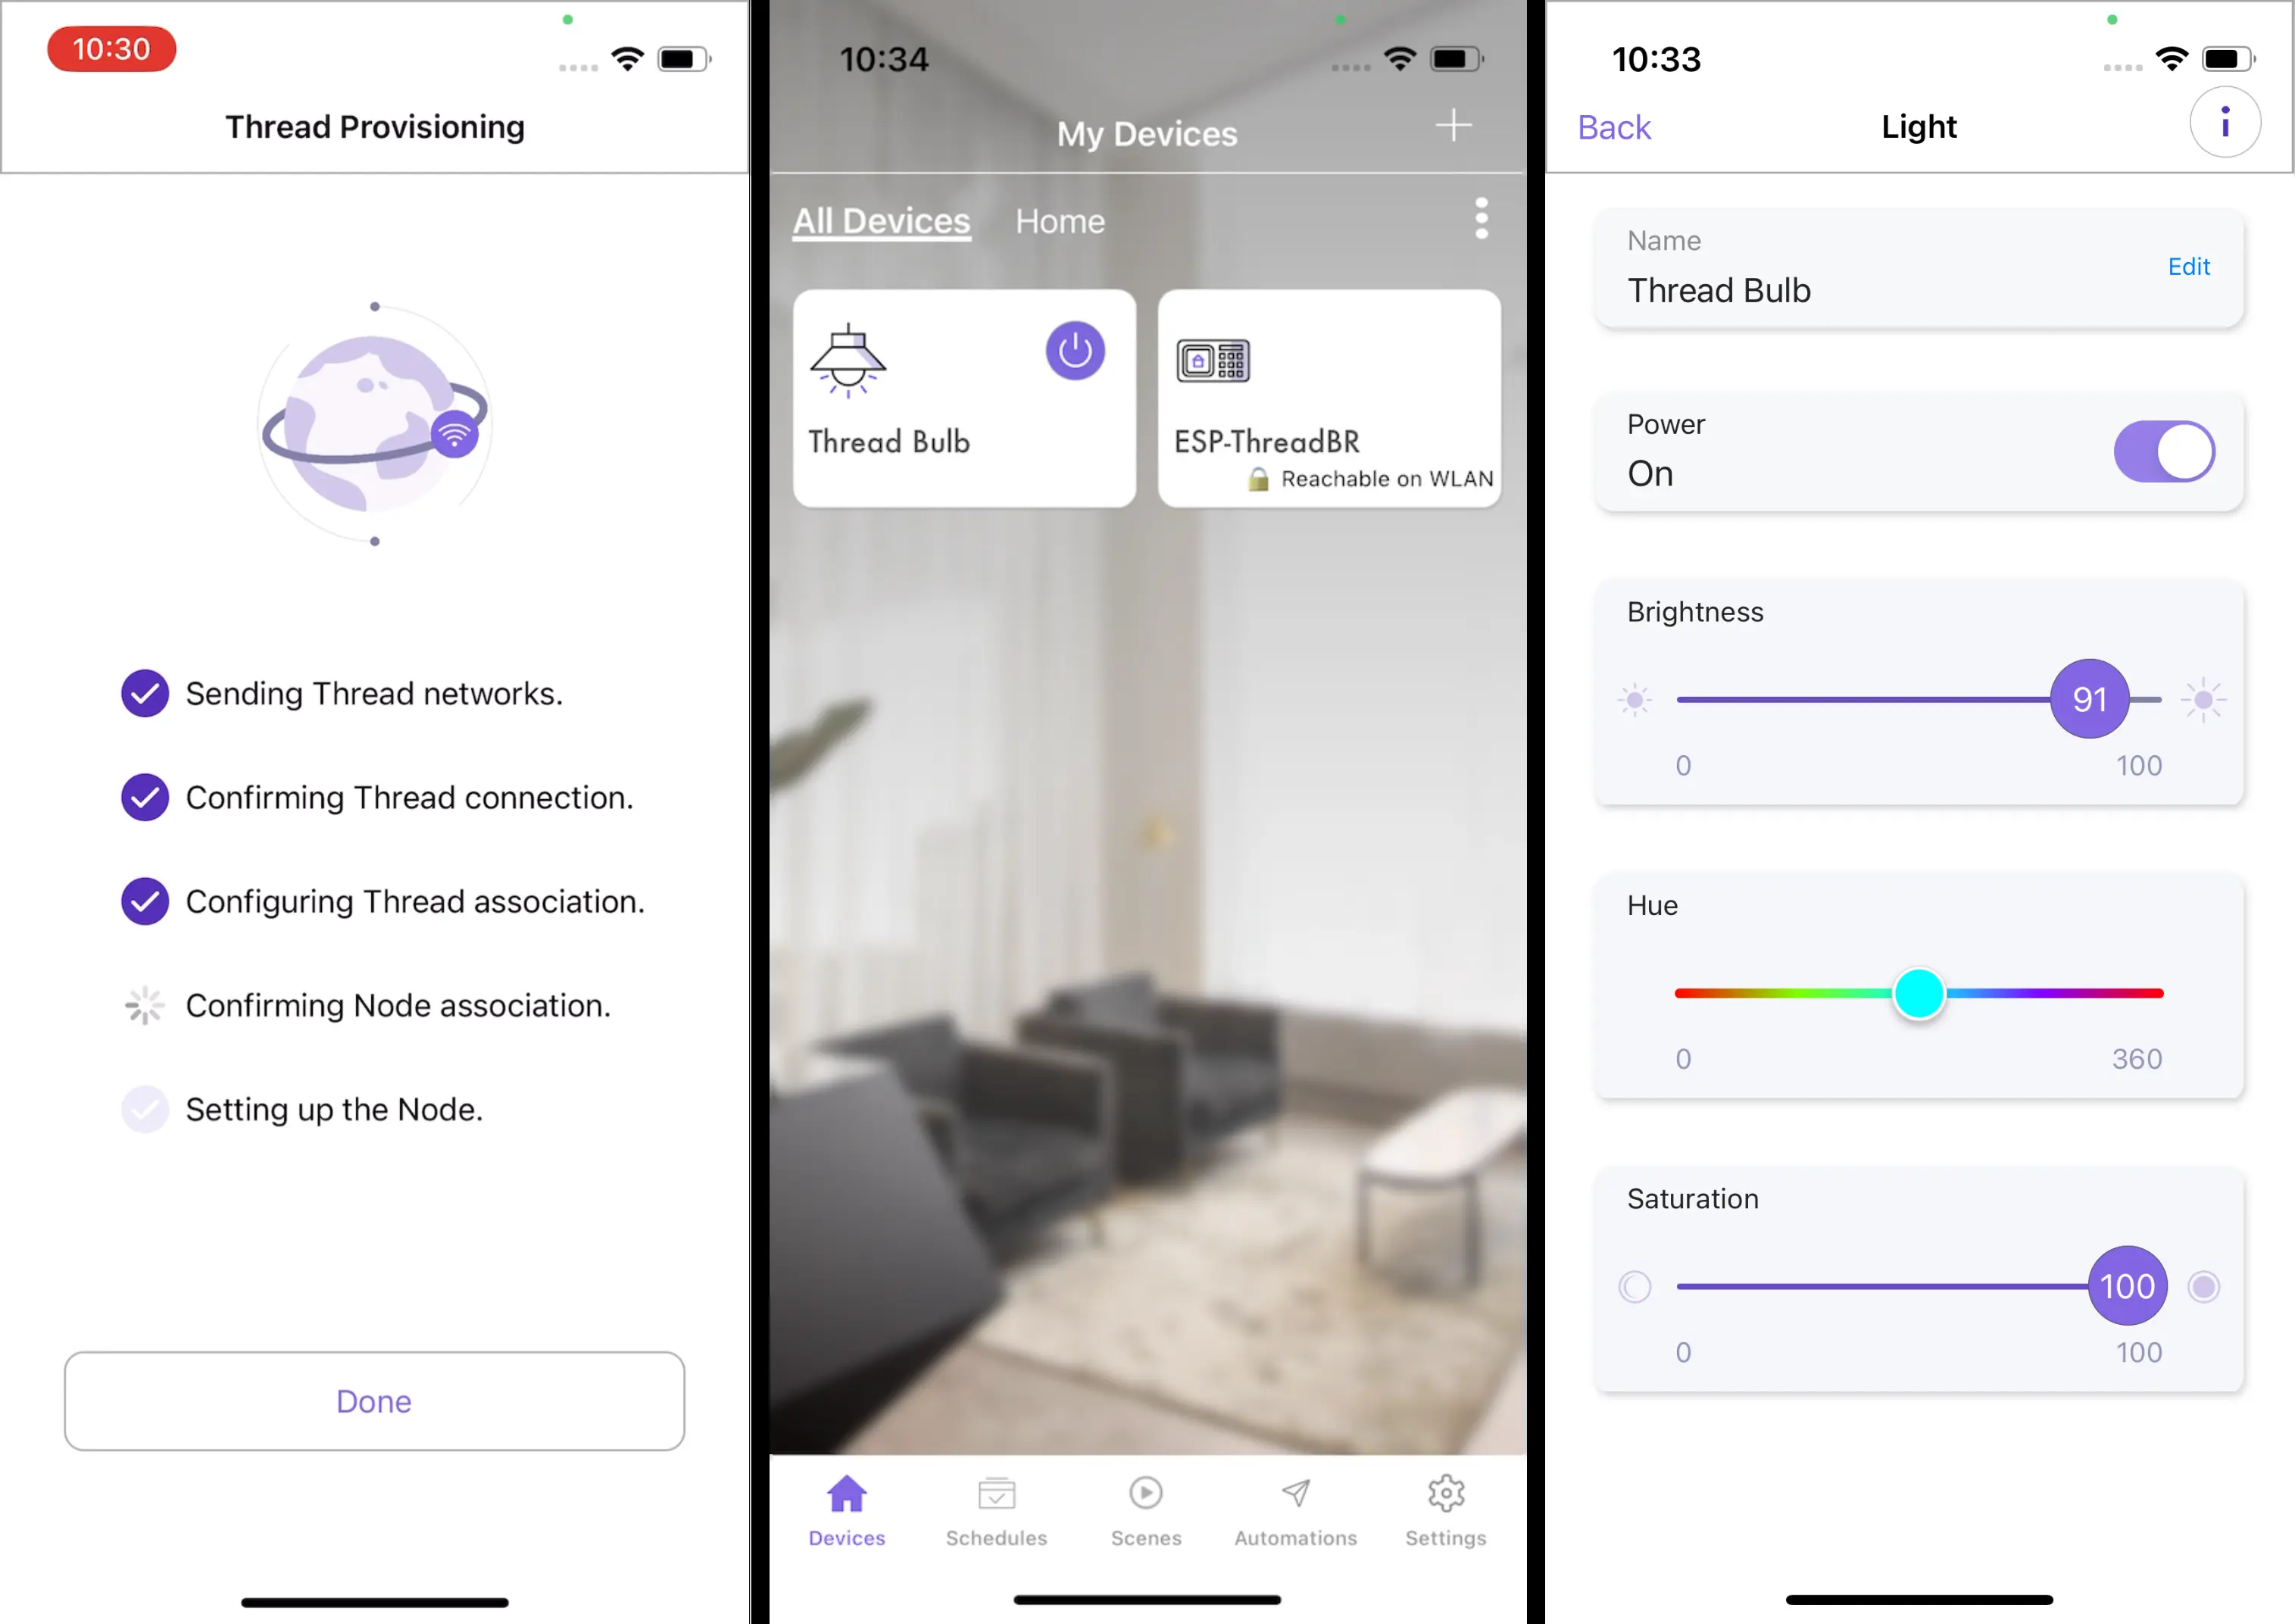 10:30
Thread Provisioning
Sending Thread networks.
Confirming Thread connection.
Configuring Thread association.
Confirming Node association.
Setting up the Node.
Done
10:34
My Devices
All Devices Home
Thread Bulb
ESP-ThreadBR
Reachable on WLAN
Devices Schedules Scenes Automations Settings
10:33
Back Light i
Name
Thread Bulb
Edit
Power
On
Brightness
91
0 100
Hue
0 360
Saturation
100
0 100